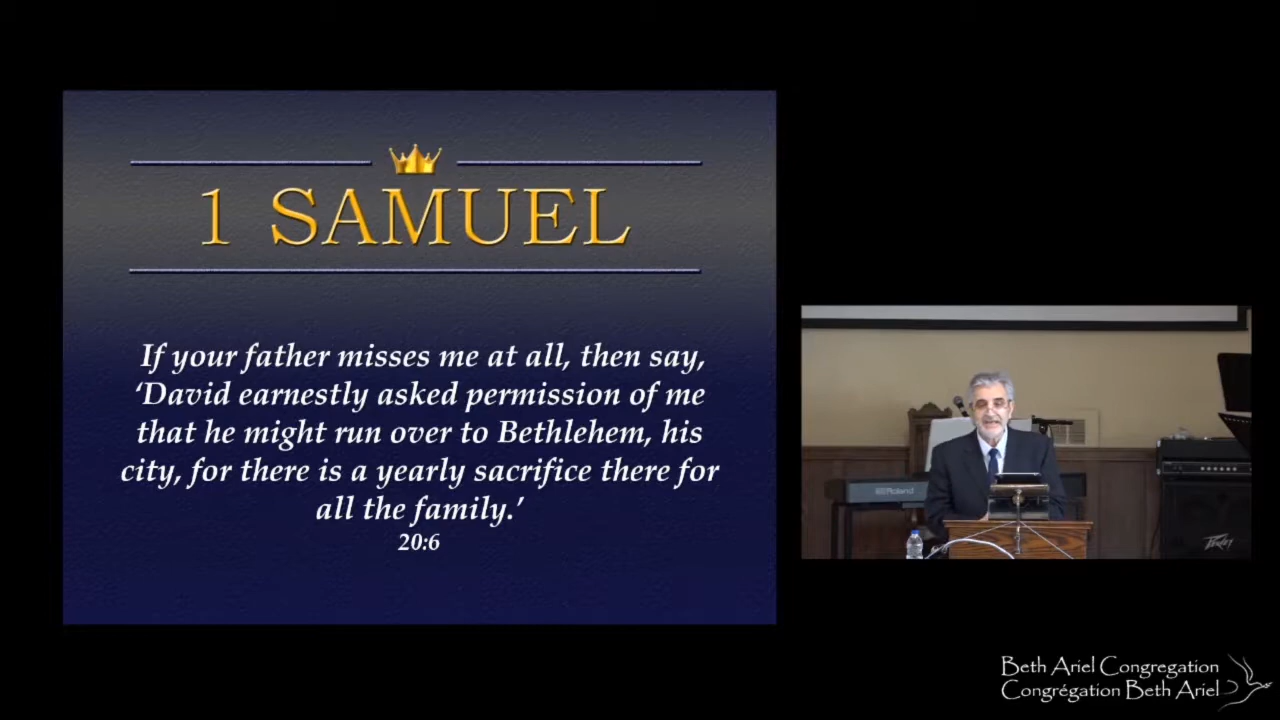 1 SAMUEL
If your father misses me at all, then say,
‘David earnestly asked permission of me
that he might run over to Bethlehem, his
city, for there is a yearly sacrifice there for
all the family.’
20:6
Roland
Peavey
Beth Ariel Congregation
Congrégation Beth Ariel